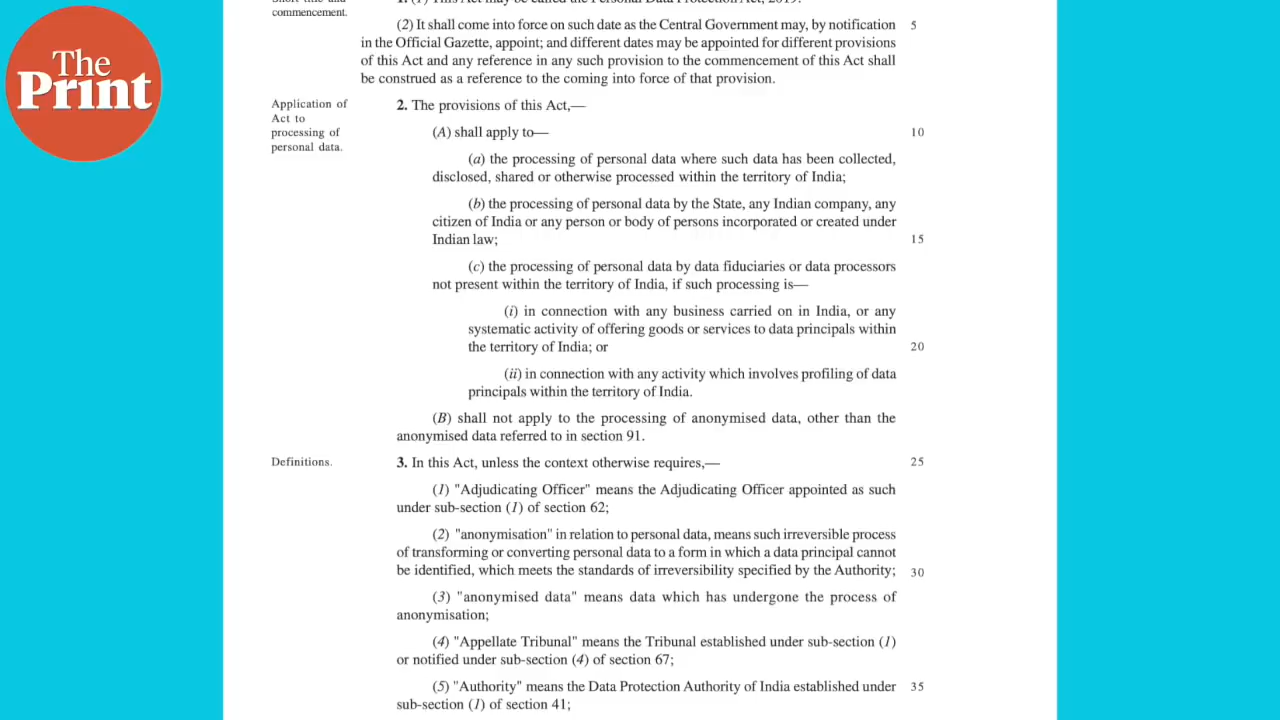 The
Print
commencement.
(2) It shall come into force on such date as the Central Government may, by notification 5
in the Official Gazette, appoint; and different dates may be appointed for different provisions
of this Act and any reference in any such provision to the commencement of this Act shall
be construed as a reference to the coming into force of that provision.
Application of
Act to
processing of
personal data.
2. The provisions of this Act,—
(A) shall apply to— 10
(a) the processing of personal data where such data has been collected,
disclosed, shared or otherwise processed within the territory of India;
(b) the processing of personal data by the State, any Indian company, any
citizen of India or any person or body of persons incorporated or created under
Indian law; 15
(c) the processing of personal data by data fiduciaries or data processors
not present within the territory of India, if such processing is—
(i) in connection with any business carried on in India, or any
systematic activity of offering goods or services to data principals within
the territory of India; or 20
(ii) in connection with any activity which involves profiling of data
principals within the territory of India.
(B) shall not apply to the processing of anonymised data, other than the
anonymised data referred to in section 91.
Definitions.
3. In this Act, unless the context otherwise requires,— 25
(1) "Adjudicating Officer" means the Adjudicating Officer appointed as such
under sub-section (1) of section 62;
(2) "anonymisation" in relation to personal data, means such irreversible process
of transforming or converting personal data to a form in which a data principal cannot
be identified, which meets the standards of irreversibility specified by the Authority; 30
(3) "anonymised data" means data which has undergone the process of
anonymisation;
(4) "Appellate Tribunal" means the Tribunal established under sub-section (1)
or notified under sub-section (4) of section 67;
(5) "Authority" means the Data Protection Authority of India established under 35
sub-section (1) of section 41;